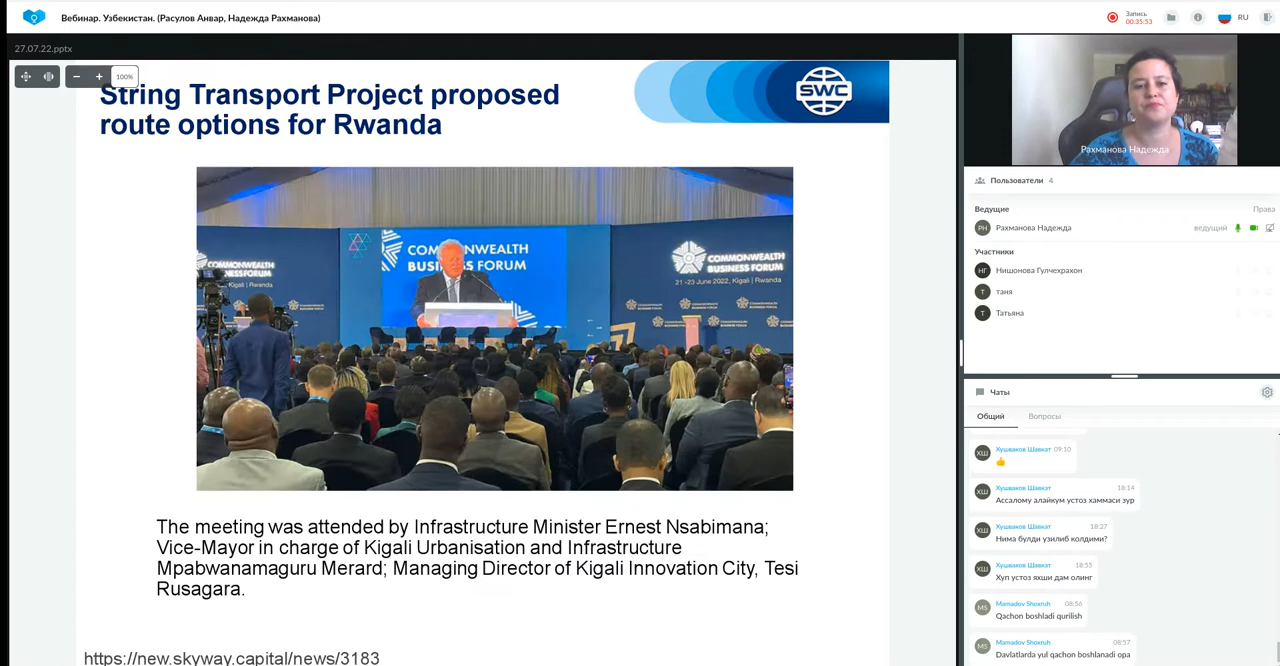 Вебинар. Узбекистан. (Расулов Анвар, Надежда Рахманова)
Запись
00:35:53
RU
27.07.22.pptx
100%
String Transport Project proposed
route options for Rwanda
SWC
COMMONWEALTH
BUSINESS FORUM
COMMONWEALTH
BUSINESS FORUM
Kigali | Rwanda
COMMONWEALTH
BUSINESS FORUM
21-23 June 2022, Kigali | Rwanda
The meeting was attended by Infrastructure Minister Ernest Nsabimana;
Vice-Mayor in charge of Kigali Urbanisation and Infrastructure
Mpabwanamaguru Merard; Managing Director of Kigali Innovation City, Tesi
Rusagara.
https://new.skyway.capital/news/3183
Рахманова Надежда
Пользователи 4
Ведущие Права
РН Рахманова Надежда ведущий
Участники
НГ Нишонова Гулчехрахон
Т таня
Т Татьяна
Чаты
Общий Вопросы
ХШ Хушваков Шавкат 09:10
👍
ХШ Хушваков Шавкат 18:14
Ассалому алайкум устоз хаммаси зур
ХШ Хушваков Шавкат 18:27
Нима булди узилиб колдими?
ХШ Хушваков Шавкат 18:55
Хуп устоз яхши дам олинг
MS Mamadov Shoxruh 08:56
Qachon boshladi qurilish
MS Mamadov Shoxruh 08:57
Davlatlarda yul qachon boshlanadi opa